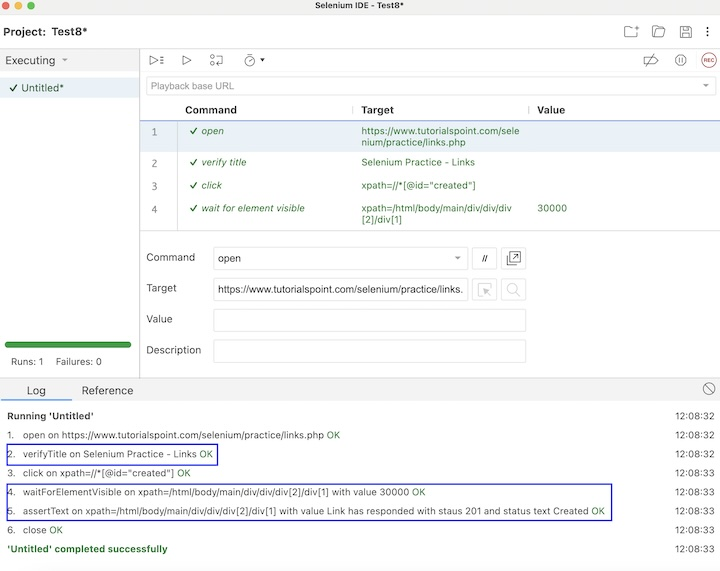 Selenium IDE - Test8*
Project: Test8*
Executing
Untitled*
Playback base URL
Command Target Value
1 open https://www.tutorialspoint.com/sele
nium/practice/links.php
2 verify title Selenium Practice - Links
3 click xpath=//*[@id="created"]
4 wait for element visible xpath=/html/body/main/div/div/div 30000
[2]/div[1]
Command open //
Target https://www.tutorialspoint.com/selenium/practice/links.
Value
Description
Runs: 1 Failures: 0
REC
Log Reference
Running 'Untitled' 12:08:32
1. open on https://www.tutorialspoint.com/selenium/practice/links.php OK 12:08:32
2. verifyTitle on Selenium Practice - Links OK 12:08:32
3. click on xpath=//*[@id="created"] OK 12:08:33
4. waitForElementVisible on xpath=/html/body/main/div/div/div[2]/div[1] with value 30000 OK 12:08:33
5. assertText on xpath=/html/body/main/div/div/div[2]/div[1] with value Link has responded with staus 201 and status text Created OK 12:08:33
6. close OK 12:08:33
'Untitled' completed successfully 12:08:33